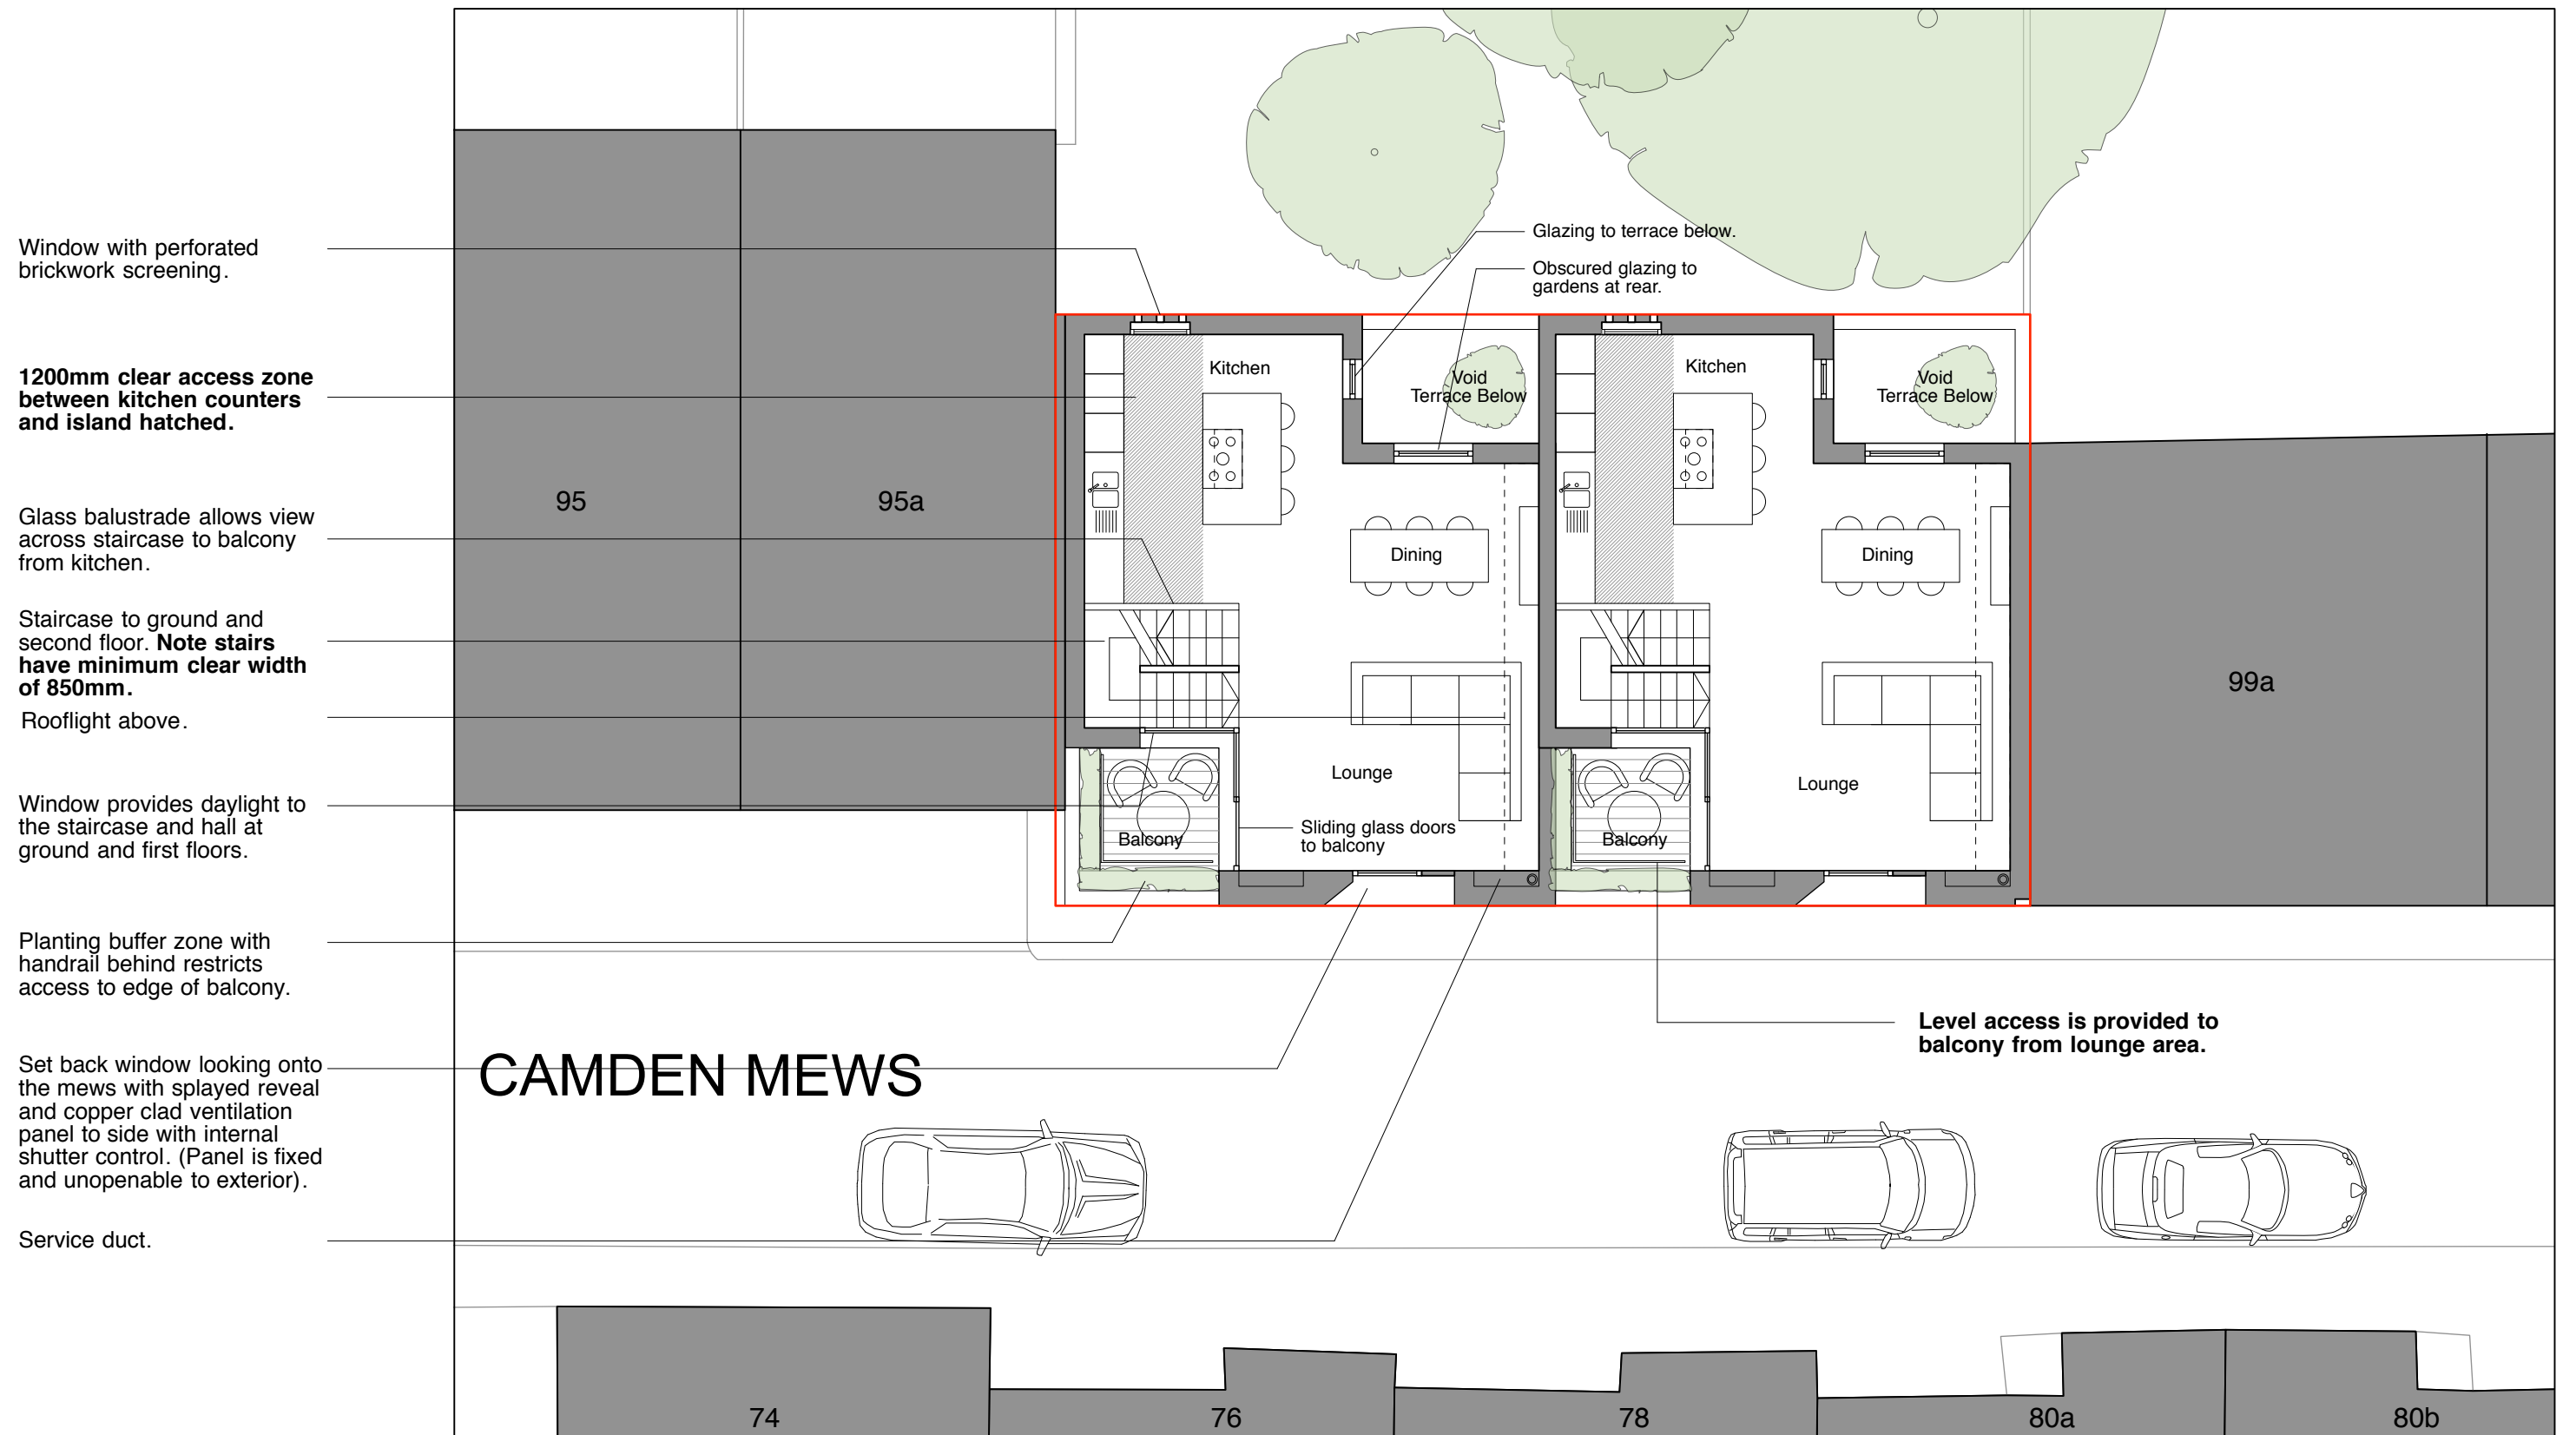 Window with perforated
brickwork screening.
1200mm clear access zone
between kitchen counters
and island hatched.
Glass balustrade allows view
across staircase to balcony
from kitchen.
Staircase to ground and
second floor. Note stairs
have minimum clear width
of 850mm.
Rooflight above.
Window provides daylight to
the staircase and hall at
ground and first floors.
Planting buffer zone with
handrail behind restricts
access to edge of balcony.
Set back window looking onto
the mews with splayed reveal
and copper clad ventilation
panel to side with internal
shutter control. (Panel is fixed
and unopenable to exterior).
Service duct.
95
95a
Glazing to terrace below.
Obscured glazing to
gardens at rear.
Kitchen
Void
Terrace Below
Dining
Lounge
Balcony
Sliding glass doors
to balcony
Kitchen
Void
Terrace Below
Dining
Lounge
Balcony
99a
Level access is provided to
balcony from lounge area.
CAMDEN MEWS
74
76
78
80a
80b